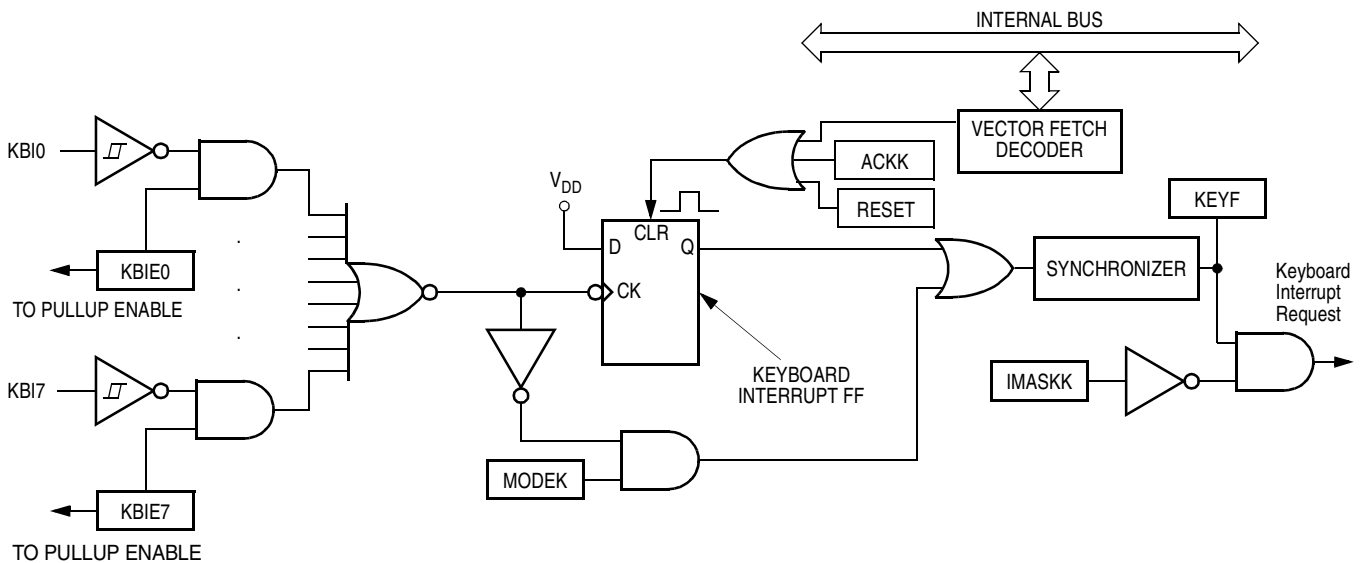 INTERNAL BUS
VECTOR FETCH
DECODER
ACKK
RESET
KBI0
KBIE0
TO PULLUP ENABLE
KBI7
KBIE7
TO PULLUP ENABLE
VDD
CLR
D
Q
CK
KEYBOARD
INTERRUPT FF
MODEK
SYNCHRONIZER
KEYF
IMASKK
Keyboard
Interrupt
Request